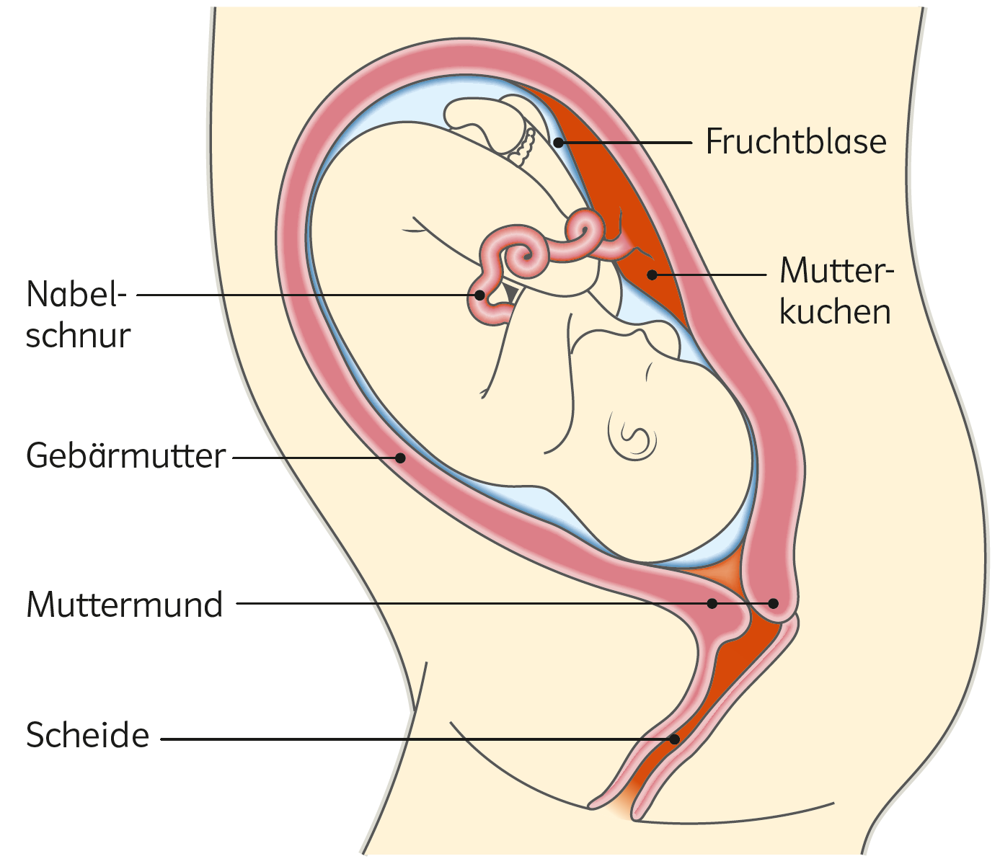 Fruchtblase
Mutter-
kuchen
Nabel-
schnur
Gebärmutter
Muttermund
Scheide